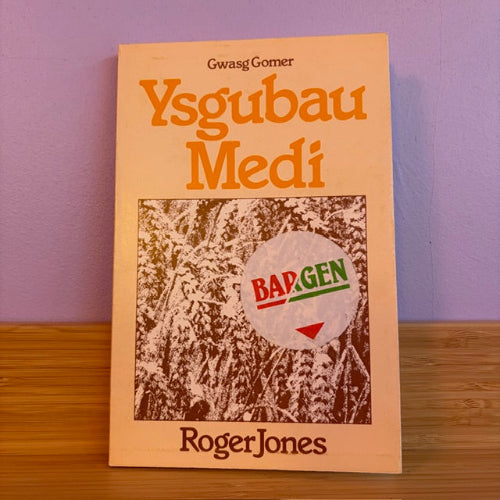 Gwasg Gomer
Ysgubau
Medi
BARGEN
Roger Jones